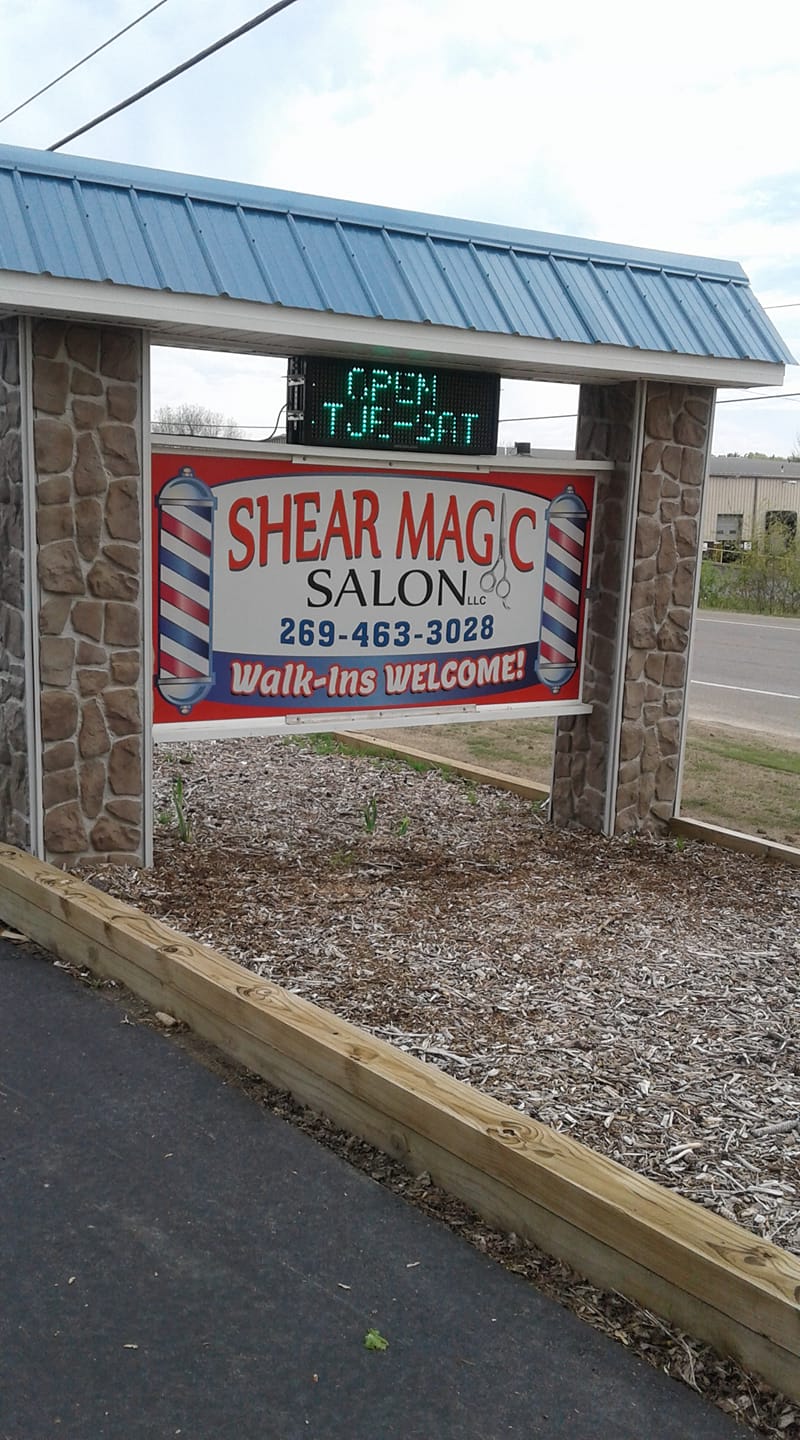 OPEN
TUE-SAT
SHEAR MAGIC
SALON LLC
269-463-3028
Walk-Ins WELCOME!